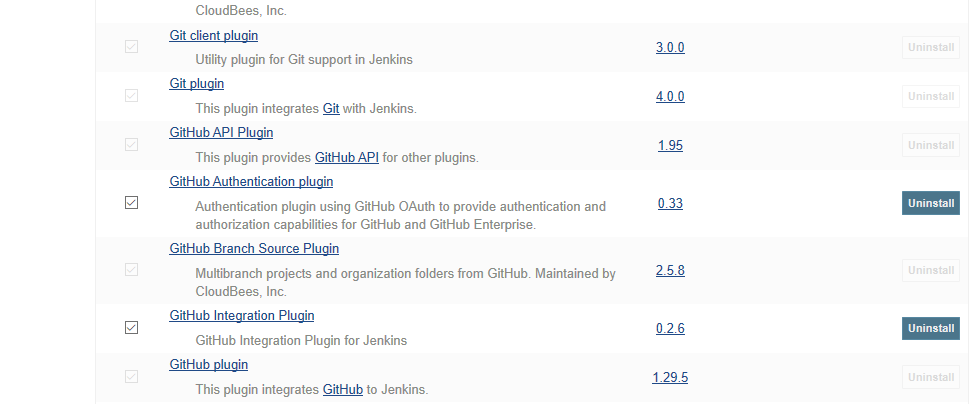 CloudBees, Inc.
Git client plugin
Utility plugin for Git support in Jenkins
3.0.0
Uninstall
Git plugin
This plugin integrates Git with Jenkins.
4.0.0
Uninstall
GitHub API Plugin
This plugin provides GitHub API for other plugins.
1.95
Uninstall
GitHub Authentication plugin
Authentication plugin using GitHub OAuth to provide authentication and
authorization capabilities for GitHub and GitHub Enterprise.
0.33
Uninstall
GitHub Branch Source Plugin
Multibranch projects and organization folders from GitHub. Maintained by
CloudBees, Inc.
2.5.8
Uninstall
GitHub Integration Plugin
GitHub Integration Plugin for Jenkins
0.2.6
Uninstall
GitHub plugin
This plugin integrates GitHub to Jenkins.
1.29.5
Uninstall